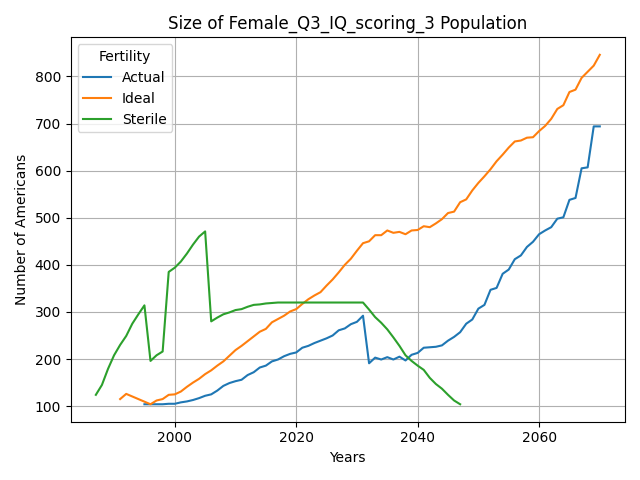 Size of Female_Q3_IQ_scoring_3 Population
Fertility
Actual
Ideal
Sterile
Number of Americans
800
700
600
500
400
300
200
100
2000
2020
2040
2060
Years